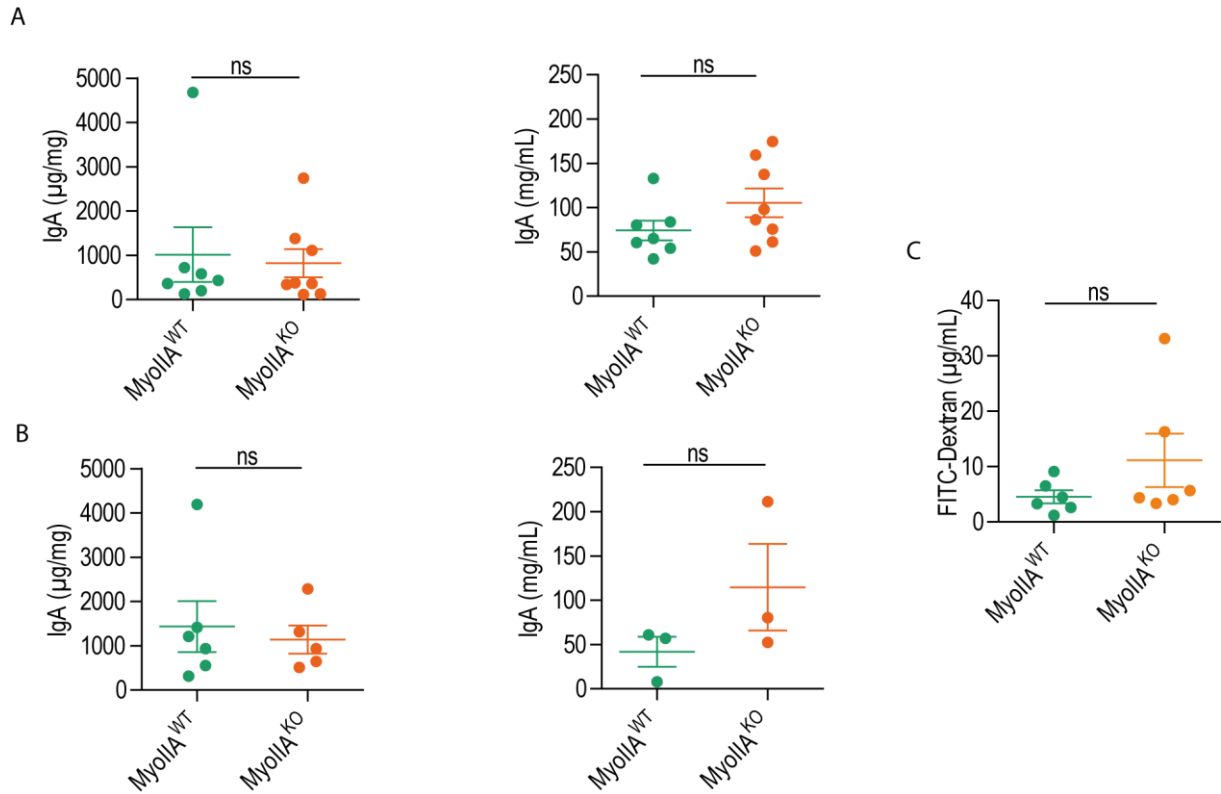 A
ns
5000
4000
3000
2000
1000
0
IgA (µg/mg)
MyoIIA^WT
MyoIIA^KO
ns
250
200
150
100
50
0
IgA (mg/mL)
MyoIIA^WT
MyoIIA^KO
B
ns
5000
4000
3000
2000
1000
0
IgA (µg/mg)
MyoIIA^WT
MyoIIA^KO
ns
250
200
150
100
50
0
IgA (mg/mL)
MyoIIA^WT
MyoIIA^KO
C
ns
40
30
20
10
0
FITC-Dextran (µg/mL)
MyoIIA^WT
MyoIIA^KO